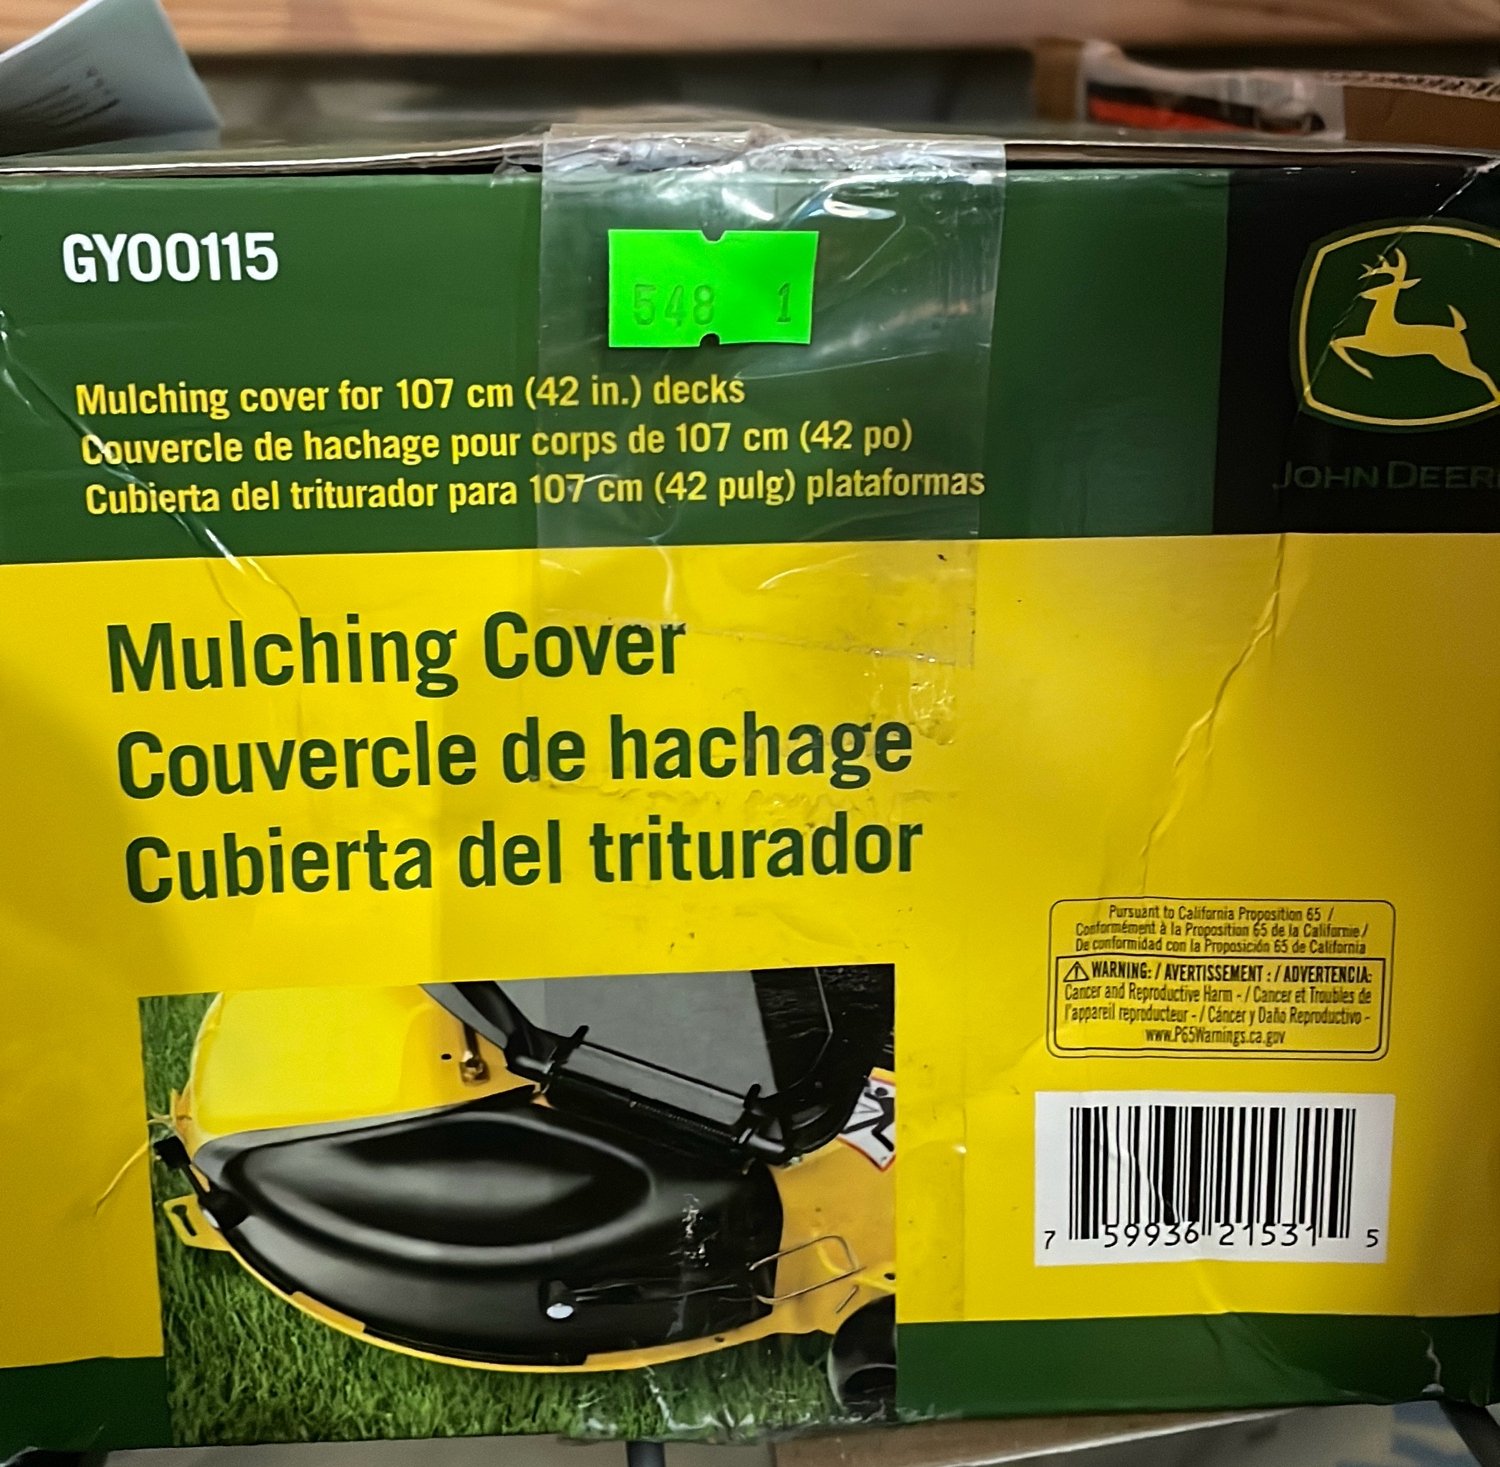 GY00115
548 1
Mulching cover for 107 cm (42 in.) decks
Couvercle de hachage pour corps de 107 cm (42 po)
Cubierta del triturador para 107 cm (42 pulg) plataformas
JOHN DEER
Mulching Cover
Couvercle de hachage
Cubierta del triturador
Pursuant to California Proposition 65 /
Conformément à la Proposition 65 de la Californie /
De conformidad con la Proposición 65 de California
WARNING: / AVERTISSEMENT : / ADVERTENCIA:
Cancer and Reproductive Harm - / Cancer et Troubles de
l'appareil reproducteur - / Cáncer y Daño Reproductivo -
www.P65Warnings.ca.gov
7 59936 21531 5